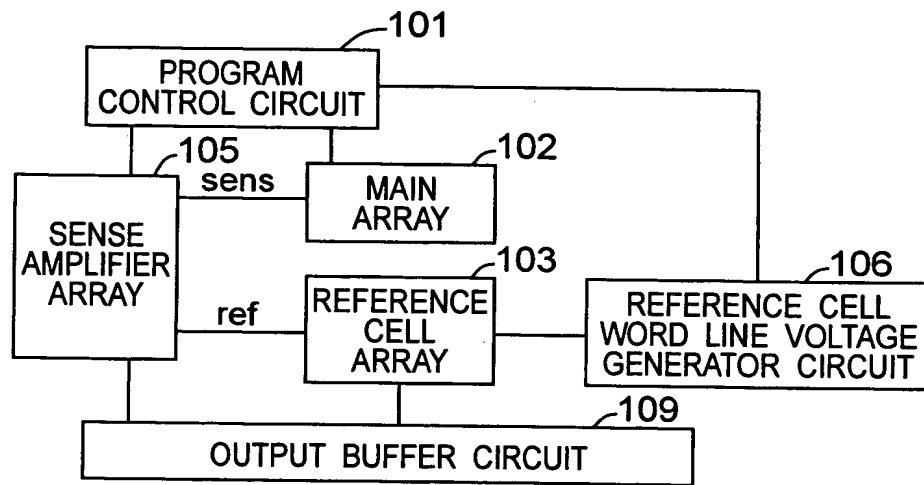 101
PROGRAM
CONTROL CIRCUIT
105
sens
102
MAIN
ARRAY
SENSE
AMPLIFIER
ARRAY
103
ref
REFERENCE
CELL
ARRAY
106
REFERENCE CELL
WORD LINE VOLTAGE
GENERATOR CIRCUIT
109
OUTPUT BUFFER CIRCUIT